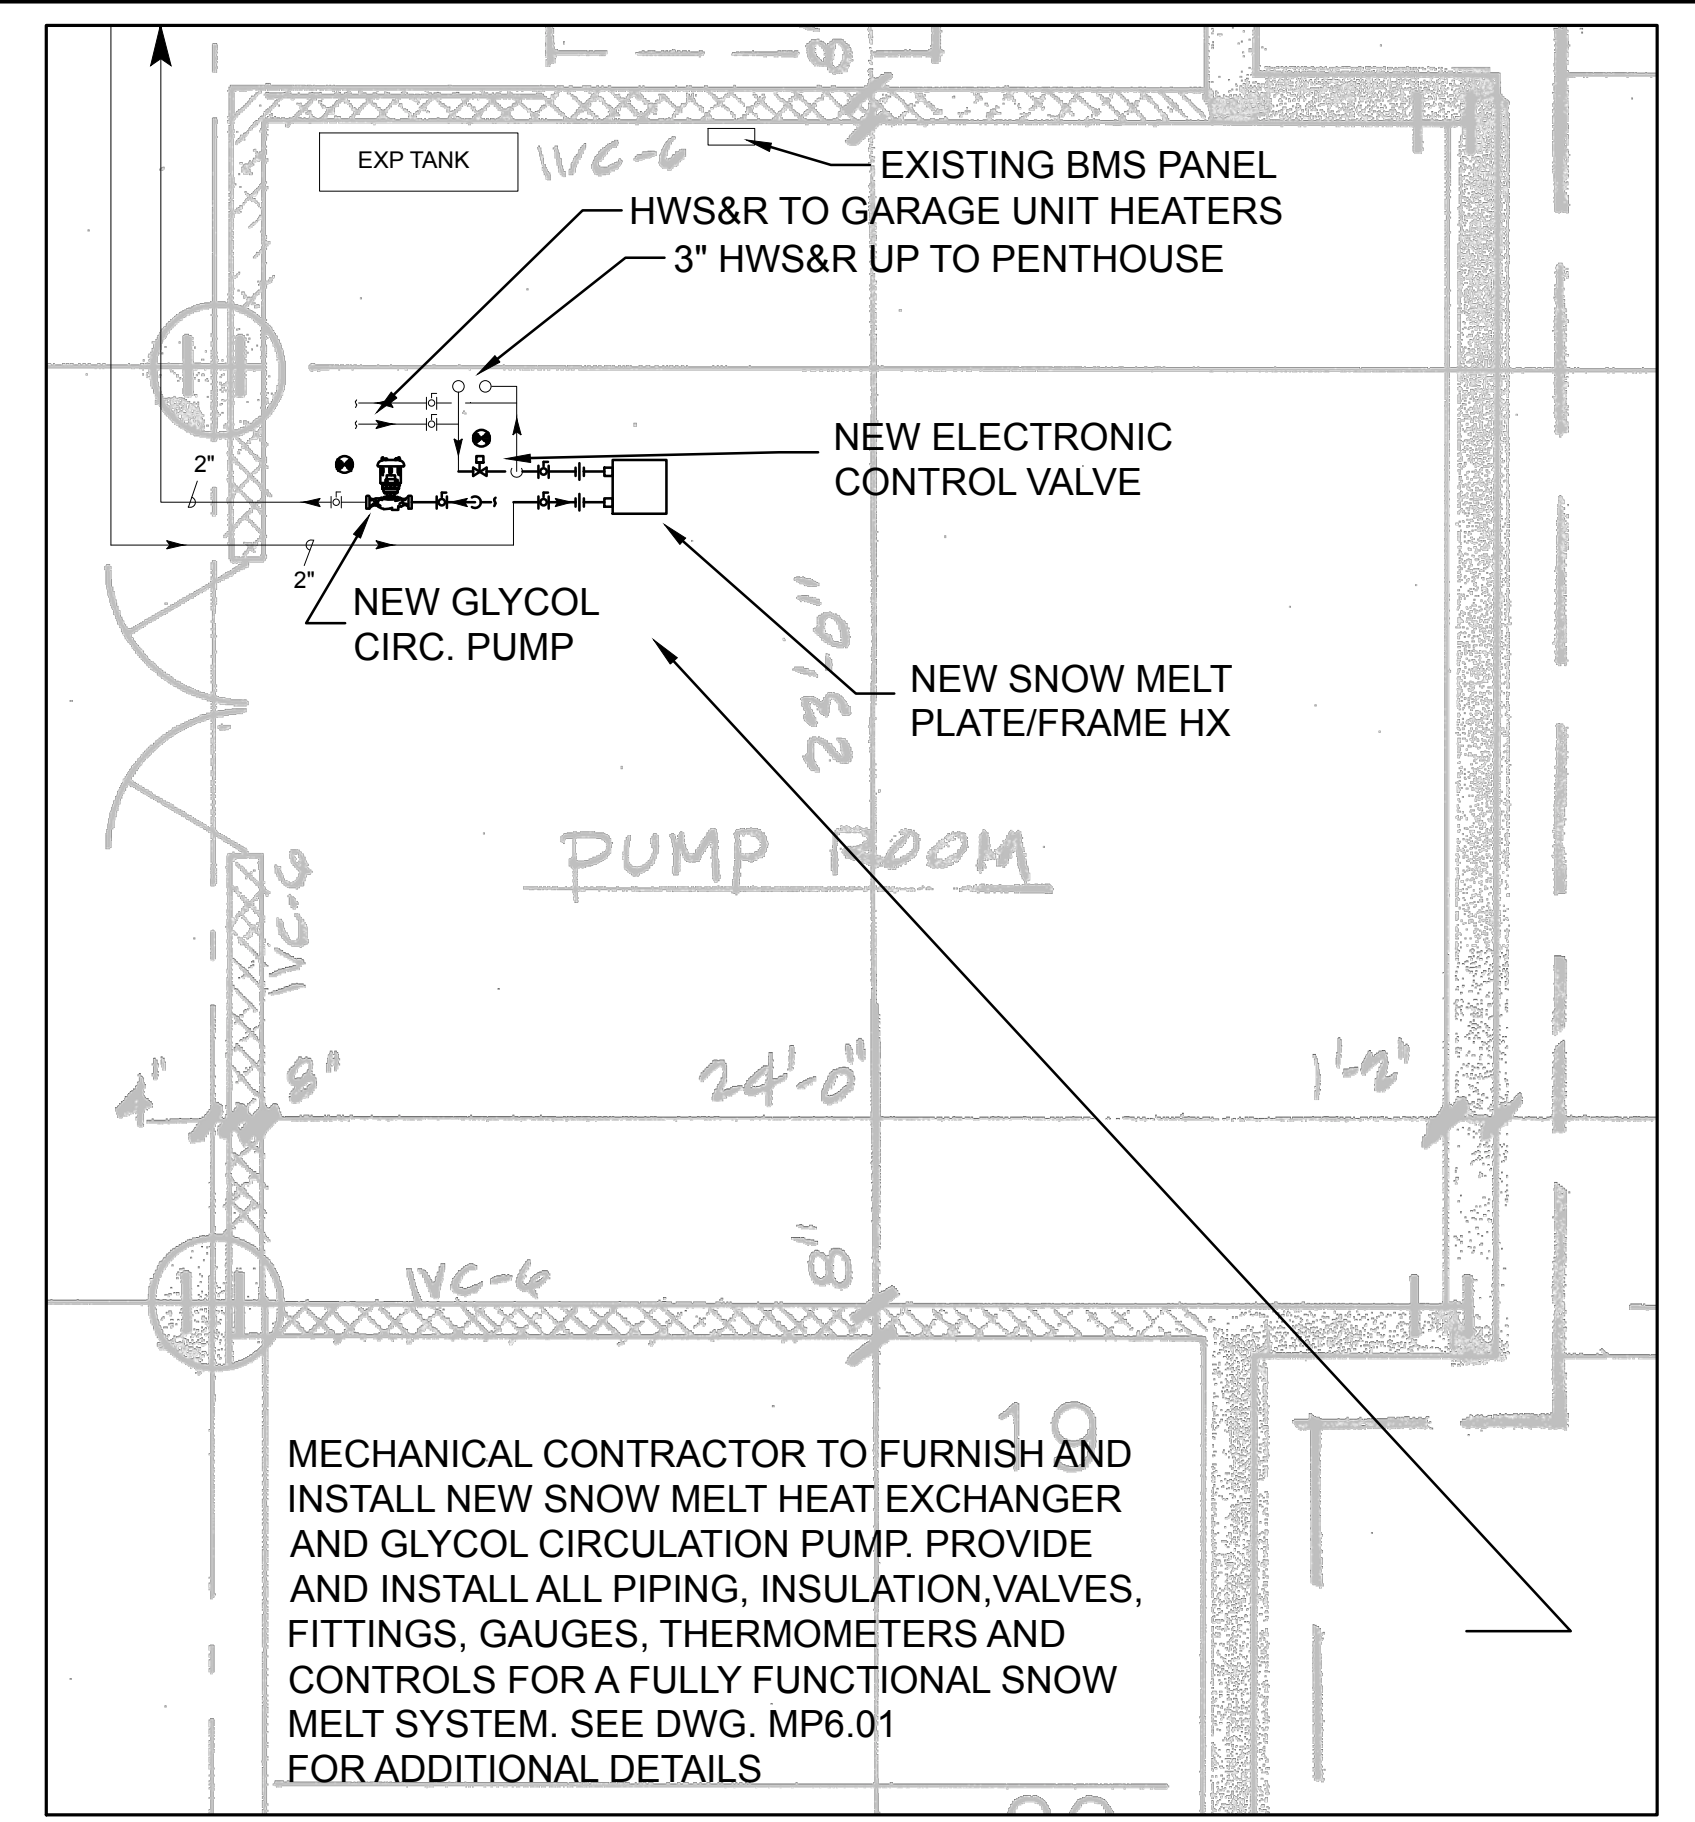 8'
EXP TANK
IVC-6
EXISTING BMS PANEL
HWS&R TO GARAGE UNIT HEATERS
3" HWS&R UP TO PENTHOUSE
NEW ELECTRONIC
CONTROL VALVE
2"
2"
NEW GLYCOL
CIRC. PUMP
23'-0"
NEW SNOW MELT
PLATE/FRAME HX
PUMP ROOM
IVC-6
4"
8"
24'-0"
1'-2"
IVC-6
8'
19
MECHANICAL CONTRACTOR TO FURNISH AND
INSTALL NEW SNOW MELT HEAT EXCHANGER
AND GLYCOL CIRCULATION PUMP. PROVIDE
AND INSTALL ALL PIPING, INSULATION,VALVES,
FITTINGS, GAUGES, THERMOMETERS AND
CONTROLS FOR A FULLY FUNCTIONAL SNOW
MELT SYSTEM. SEE DWG. MP6.01
FOR ADDITIONAL DETAILS